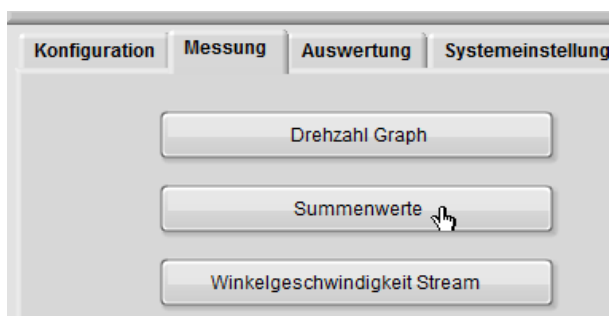 Konfiguration Messung Auswertung Systemeinstellung
Drehzahl Graph
Summenwerte
Winkelgeschwindigkeit Stream